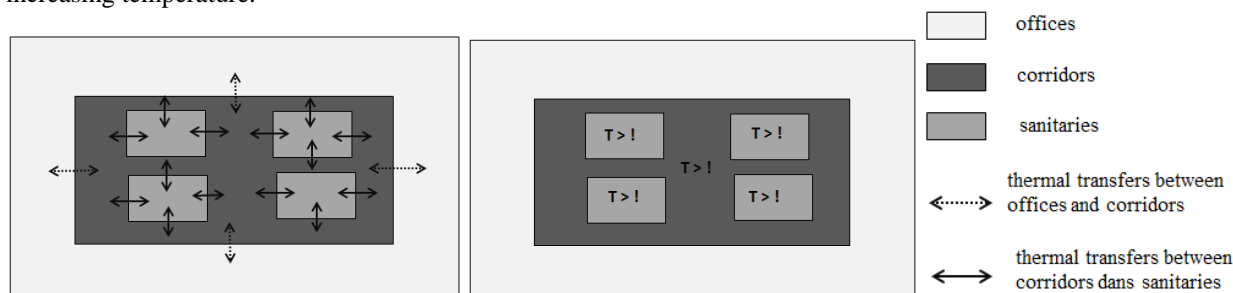 increasing temperature.
offices
corridors
sanitaries
T > !
T > !
T > !
T > !
T > !
thermal transfers between
offices and corridors
thermal transfers between
corridors dans sanitaries